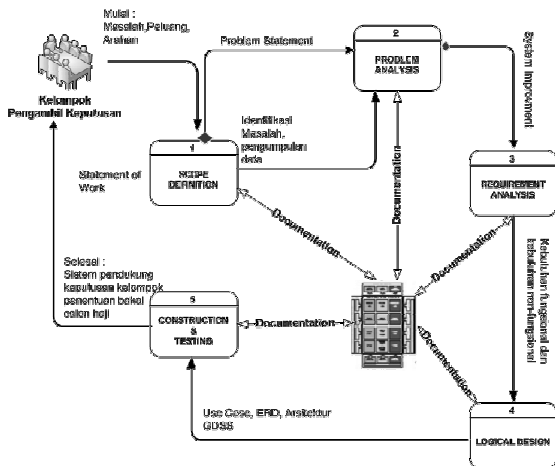 Mulai :
Masalah,Peluang,
Arahan
Kelompok
Pengambil Keputusan
Problem Statement
2
PROBLEM
ANALYSIS
System Improvment
Identifikasi
Masalah,
pengumpulan
data
1
SCOPE
DEFINITION
Statement of
Work
3
REQUIREMENT
ANALYSIS
Documentation
Documentation
Documentation
Kebutuhan fungsional dan
kebutuhan non-fungsional
Selesai :
Sistem pendukung
keputusan kelompok
penentuan bakal
calon haji
5
CONSTRUCTION
&
TESTING
Documentation
Documentation
Use Case, ERD, Arsitektur
GDSS
4
LOGICAL DESIGN